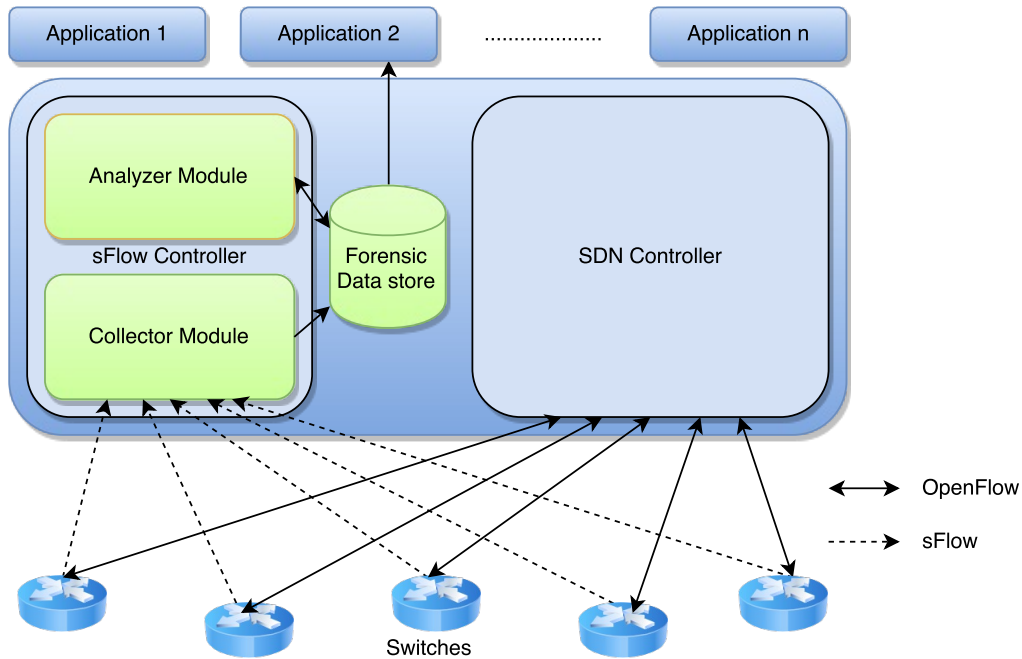 Application 1
Application 2
....................
Application n
Analyzer Module
sFlow Controller
Collector Module
Forensic
Data store
SDN Controller
OpenFlow
sFlow
Switches